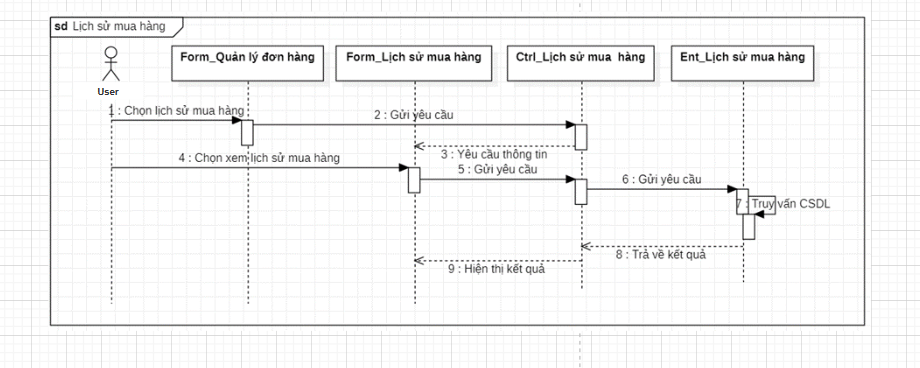 sd Lịch sử mua hàng
Form_Quản lý đơn hàng
Form_Lịch sử mua hàng
Ctrl_Lịch sử mua hàng
Ent_Lịch sử mua hàng
User
1 : Chọn lịch sử mua hàng
2 : Gửi yêu cầu
3 : Yêu cầu thông tin
4 : Chọn xem lịch sử mua hàng
5 : Gửi yêu cầu
6 : Gửi yêu cầu
7 : Truy vấn CSDL
8 : Trả về kết quả
9 : Hiện thị kết quả